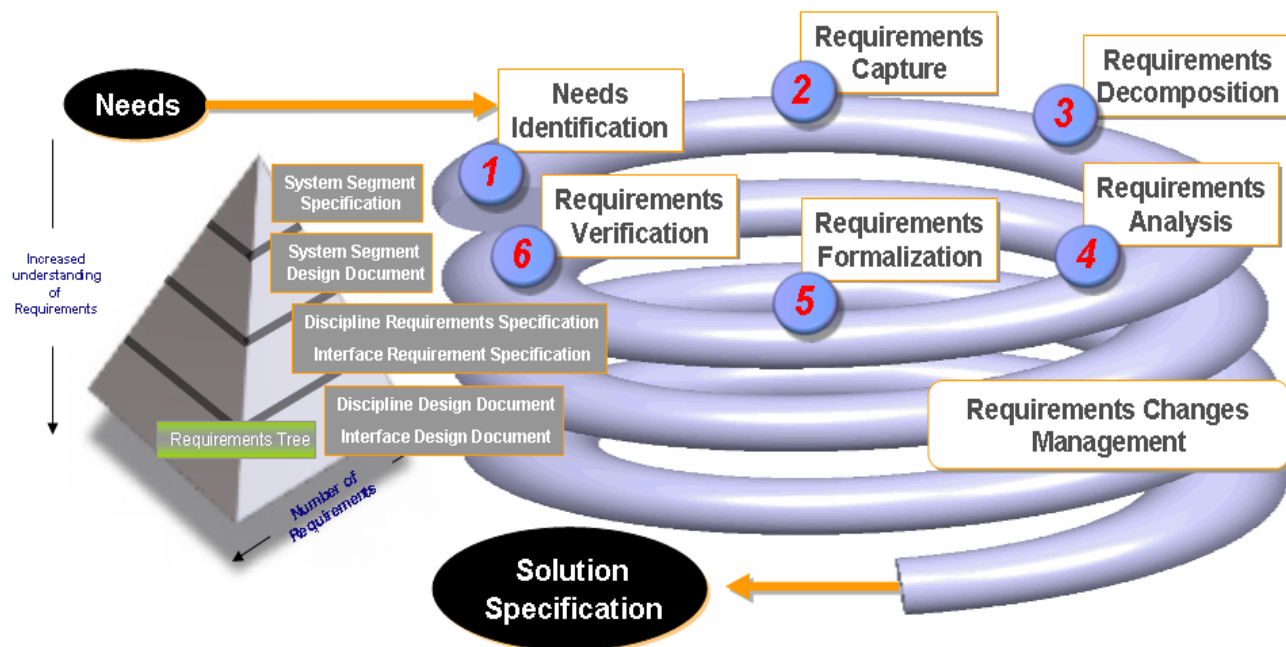 Needs
Needs
Identification
1
Requirements
Capture
2
Requirements
Decomposition
3
Requirements
Analysis
4
Requirements
Formalization
5
Requirements
Verification
6
Increased
understanding
of
Requirements
System Segment
Specification
System Segment
Design Document
Discipline Requirements Specification
Interface Requirement Specification
Discipline Design Document
Interface Design Document
Requirements Tree
Number of
Requirements
Requirements Changes
Management
Solution
Specification